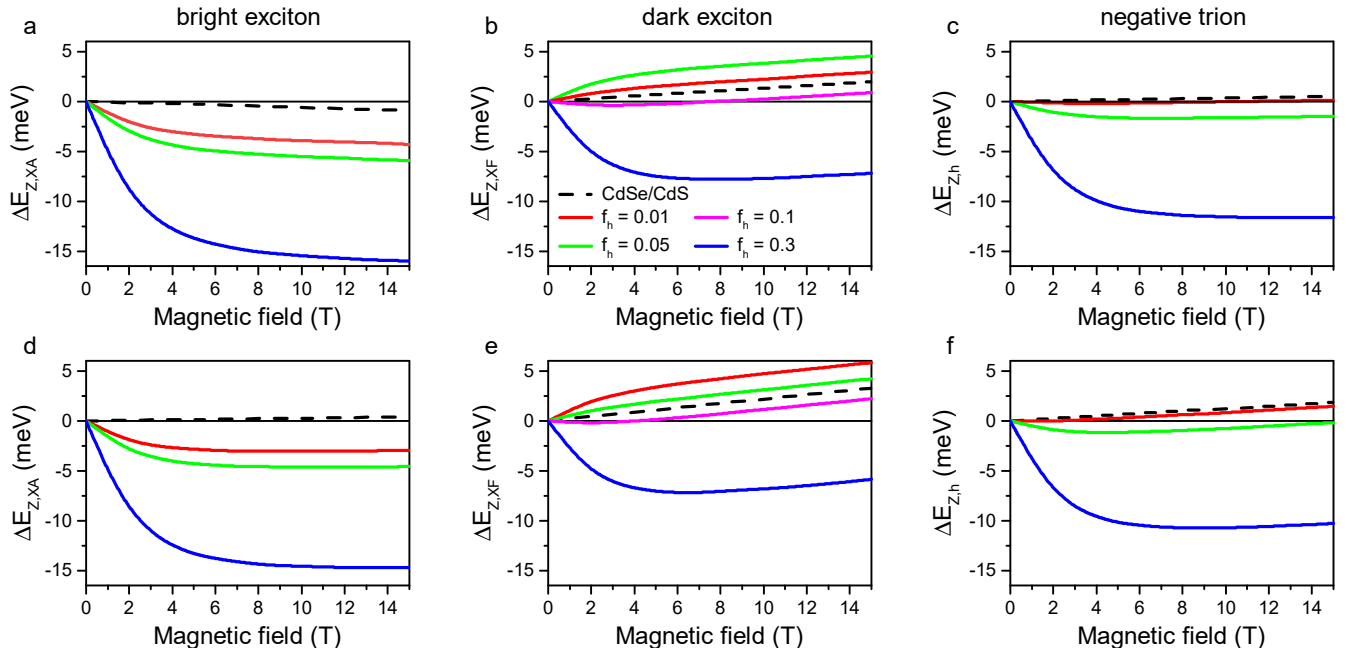 bright exciton
dark exciton
negative trion
a
5
0
-5
-10
-15
ΔE_Z,XA (meV)
0 2 4 6 8 10 12 14
Magnetic field (T)
b
5
0
-5
-10
-15
ΔE_Z,XF (meV)
CdSe/CdS
f_h = 0.01
f_h = 0.1
f_h = 0.05
f_h = 0.3
0 2 4 6 8 10 12 14
Magnetic field (T)
c
5
0
-5
-10
-15
ΔE_Z,h (meV)
0 2 4 6 8 10 12 14
Magnetic field (T)
d
5
0
-5
-10
-15
ΔE_Z,XA (meV)
0 2 4 6 8 10 12 14
Magnetic field (T)
e
5
0
-5
-10
-15
ΔE_Z,XF (meV)
0 2 4 6 8 10 12 14
Magnetic field (T)
f
5
0
-5
-10
-15
ΔE_Z,h (meV)
0 2 4 6 8 10 12 14
Magnetic field (T)